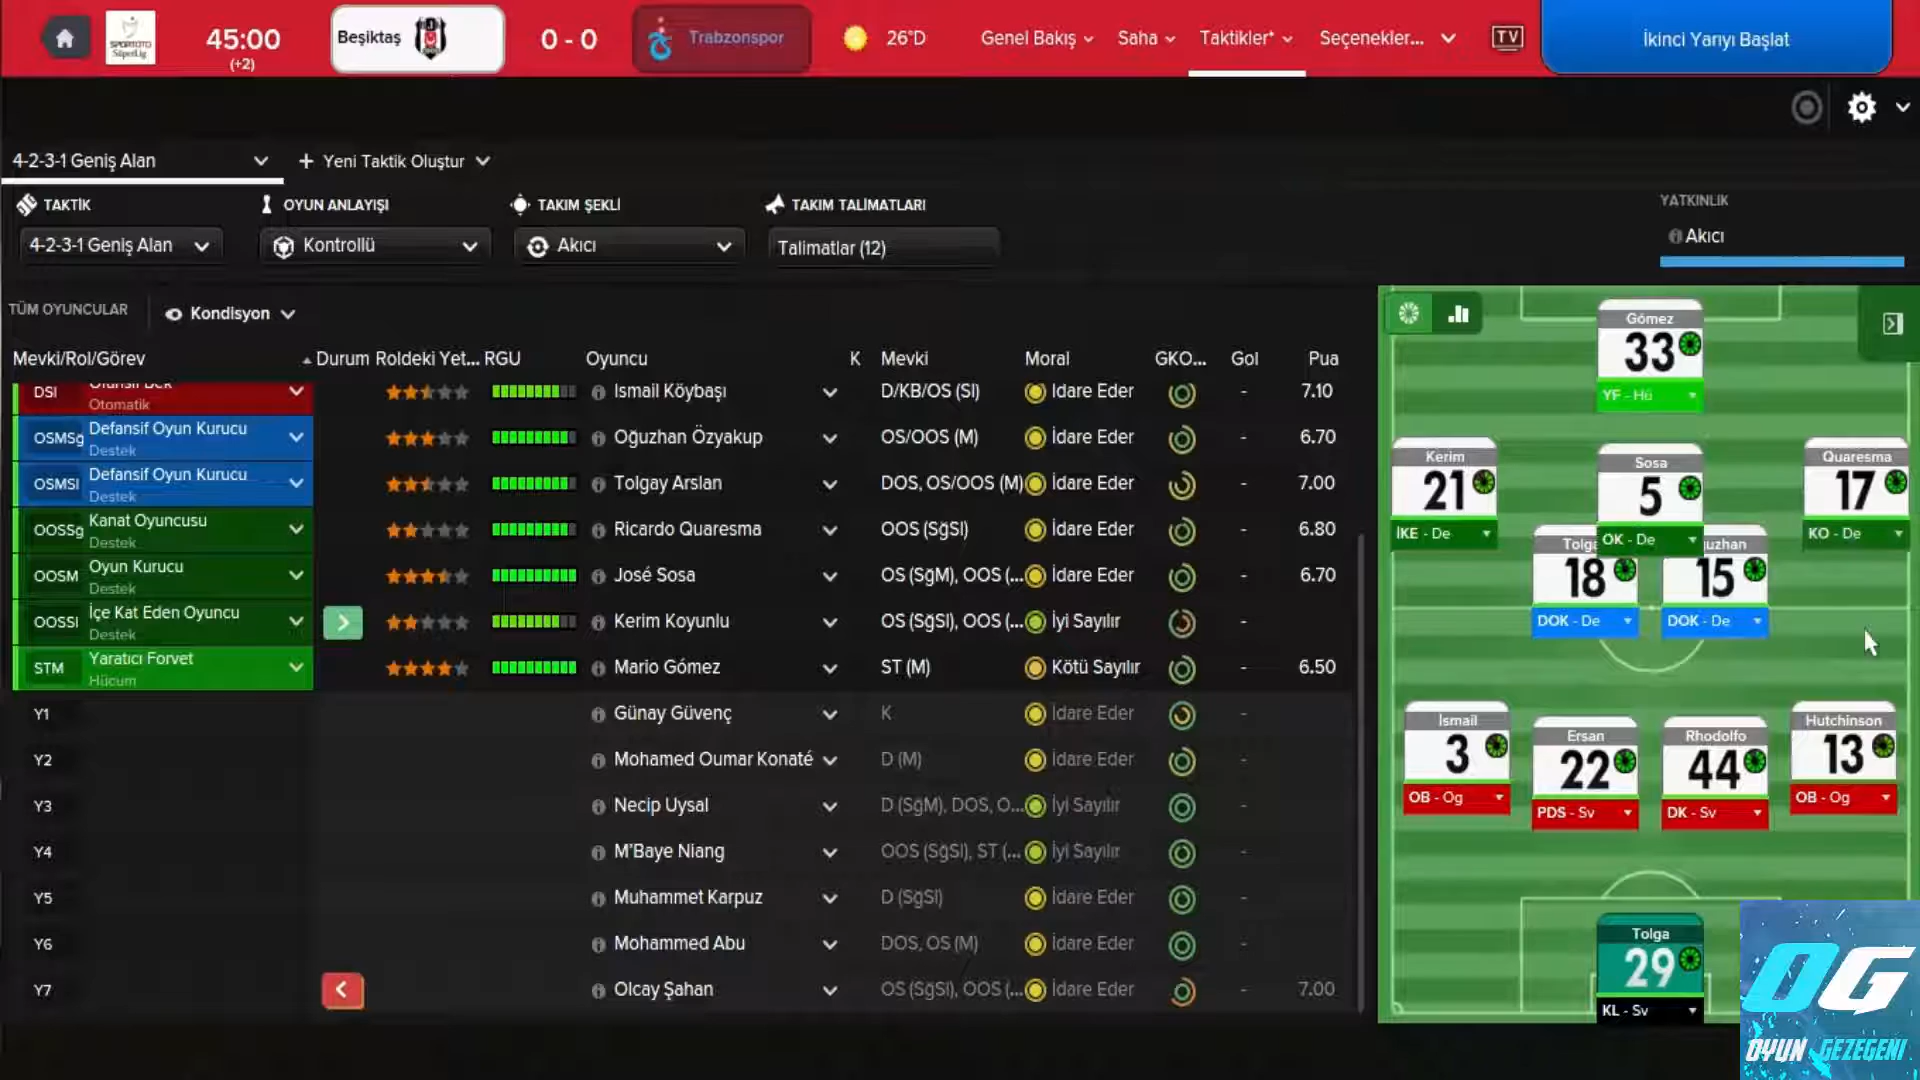 SPORTOTO
SüperLig
45:00
(+2)
Beşiktaş
0 - 0
Trabzonspor
26°D
Genel Bakış
Saha
Taktikler*
Seçenekler...
TV
İkinci Yarıyı Başlat
4-2-3-1 Geniş Alan
+ Yeni Taktik Oluştur
TAKTİK
OYUN ANLAYIŞI
TAKIM ŞEKLİ
TAKIM TALİMATLARI
YATKINLIK
4-2-3-1 Geniş Alan
Kontrollü
Akıcı
Talimatlar (12)
Akıcı
TÜM OYUNCULAR
Kondisyon
Mevki/Rol/Görev
Durum
Roldeki Yet...
RGU
Oyuncu
K
Mevki
Moral
GKO...
Gol
Pua
DSl Ofansif Bek
Otomatik
İsmail Köybaşı D/KB/OS (Sl) İdare Eder - 7.10
OSMSg Defansif Oyun Kurucu
Destek
Oğuzhan Özyakup OS/OOS (M) İdare Eder - 6.70
OSMSl Defansif Oyun Kurucu
Destek
Tolgay Arslan DOS, OS/OOS (M) İdare Eder - 7.00
OOSSg Kanat Oyuncusu
Destek
Ricardo Quaresma OOS (SğSl) İdare Eder - 6.80
OOSM Oyun Kurucu
Destek
José Sosa OS (SğM), OOS (... İdare Eder - 6.70
OOSSl İçe Kat Eden Oyuncu
Destek
Kerim Koyunlu OS (SğSl), OOS (... İyi Sayılır -
STM Yaratıcı Forvet
Hücum
Mario Gómez ST (M) Kötü Sayılır - 6.50
Y1 Günay Güvenç K İdare Eder -
Y2 Mohamed Oumar Konaté D (M) İdare Eder -
Y3 Necip Uysal D (SğM), DOS, O... İyi Sayılır -
Y4 M'Baye Niang OOS (SğSl), ST (... İyi Sayılır -
Y5 Muhammet Karpuz D (SğSl) İdare Eder -
Y6 Mohammed Abu DOS, OS (M) İdare Eder -
Y7 Olcay Şahan OS (SğSl), OOS (... İdare Eder - 7.00
Gómez
33
YF - Hü
Kerim
21
İKE - De
Sosa
5
OK - De
Quaresma
17
KO - De
Tolga
18
DOK - De
uzhan
15
DOK - De
Ismail
3
OB - Og
Ersan
22
PDS - Sv
Rhodolfo
44
DK - Sv
Hutchinson
13
OB - Og
Tolga
29
KL - Sv
OG
OYUN GEZEGENI